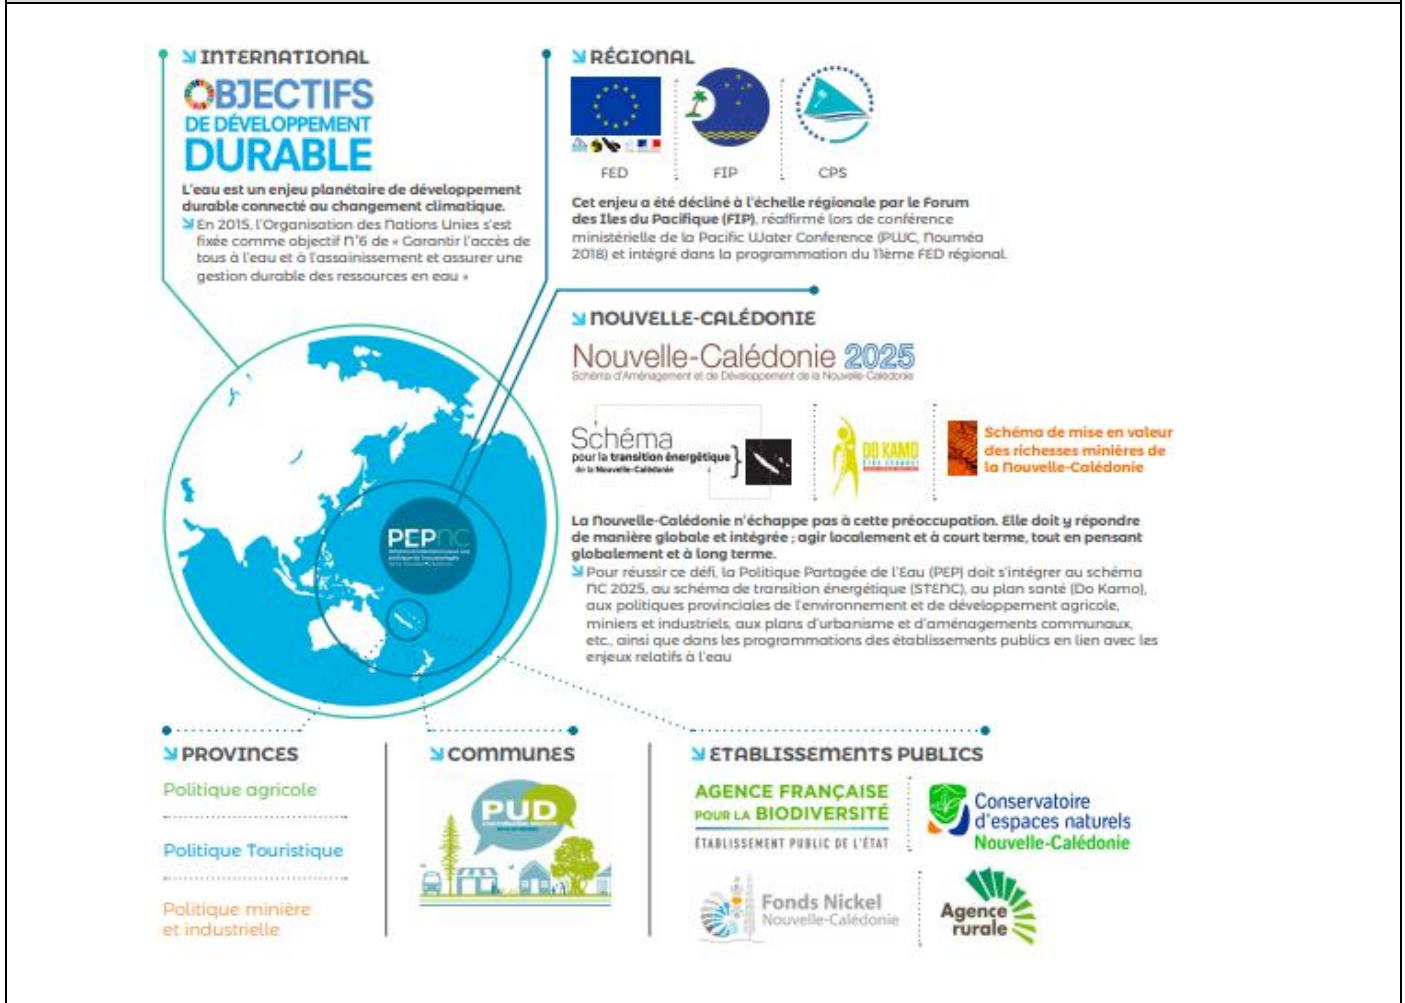 INTERNATIONAL
OBJECTIFS
DE DÉVELOPPEMENT
DURABLE
L'eau est un enjeu planétaire de développement
durable connecté au changement climatique.
En 2015, l'Organisation des Nations Unies s'est
fixée comme objectif n°6 de « Garantir l'accès de
tous à l'eau et à l'assainissement et assurer une
gestion durable des ressources en eau »
RÉGIONAL
FED
FIP
CPS
Cet enjeu a été décliné à l'échelle régionale par le Forum
des Iles du Pacifique (FIP), réaffirmé lors de conférence
ministérielle de la Pacific Water Conference (PWC, Nouméa
2018) et intégré dans la programmation du 11ème FED régional.
NOUVELLE-CALÉDONIE
Nouvelle-Calédonie 2025
Schéma d'Aménagement et de Développement de la Nouvelle-Calédonie
Schéma
pour la transition énergétique
de la Nouvelle-Calédonie
DO KAMO
Schéma de mise en valeur
des richesses minières de
la Nouvelle-Calédonie
La Nouvelle-Calédonie n'échappe pas à cette préoccupation. Elle doit y répondre
de manière globale et intégrée ; agir localement et à court terme, tout en pensant
globalement et à long terme.
Pour réussir ce défi, la Politique Partagée de l'Eau (PEP) doit s'intégrer au schéma
NC 2025, au schéma de transition énergétique (STENC), au plan santé (Do Kamo),
aux politiques provinciales de l'environnement et de développement agricole,
miniers et industriels, aux plans d'urbanisme et d'aménagements communaux,
etc., ainsi que dans les programmations des établissements publics en lien avec les
enjeux relatifs à l'eau
PEPNC
PROVINCES
Politique agricole
Politique Touristique
Politique minière
et industrielle
COMMUNES
PUD
ETABLISSEMENTS PUBLICS
AGENCE FRANÇAISE
POUR LA BIODIVERSITÉ
ÉTABLISSEMENT PUBLIC DE L'ÉTAT
Conservatoire
d'espaces naturels
Nouvelle-Calédonie
Fonds Nickel
Nouvelle-Calédonie
Agence
rurale